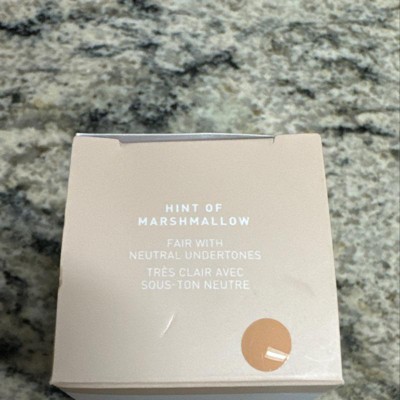 HINT OF
MARSHMALLOW
FAIR WITH
NEUTRAL UNDERTONES
TRÈS CLAIR AVEC
SOUS-TON NEUTRE